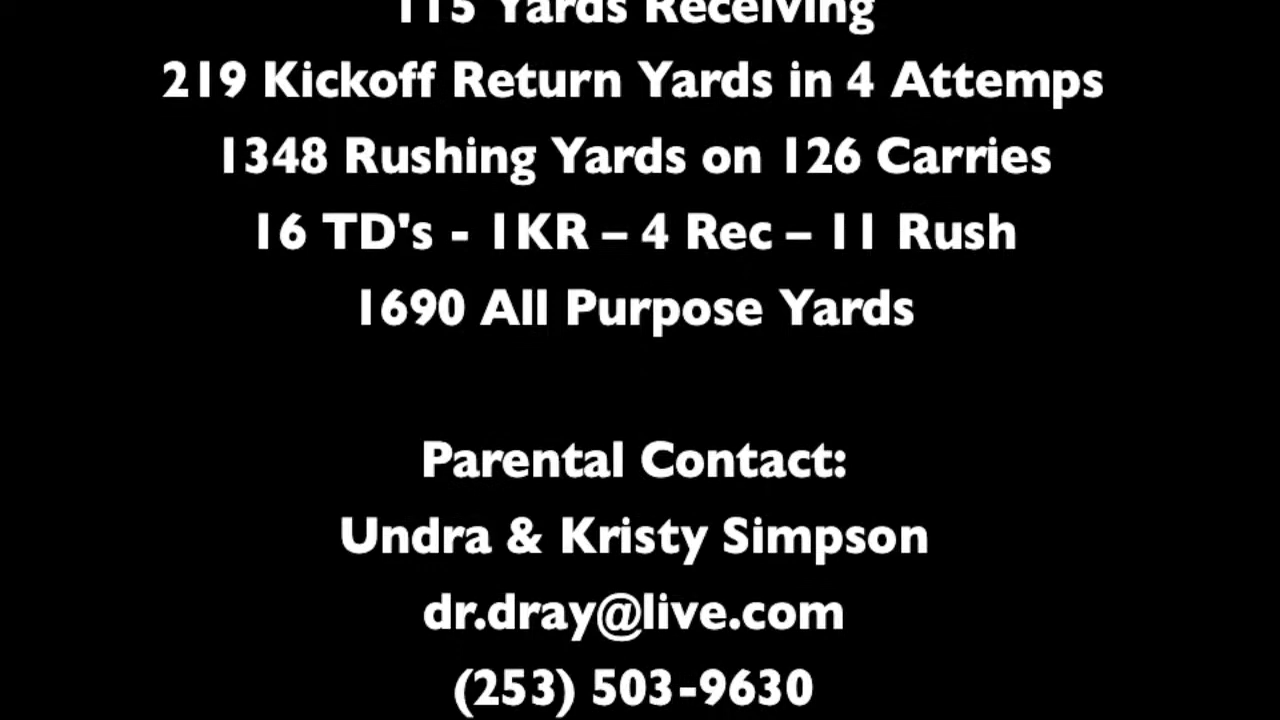 115 Yards Receiving
219 Kickoff Return Yards in 4 Attemps
1348 Rushing Yards on 126 Carries
16 TD's - 1KR – 4 Rec – 11 Rush
1690 All Purpose Yards
Parental Contact:
Undra & Kristy Simpson
dr.dray@live.com
(253) 503-9630